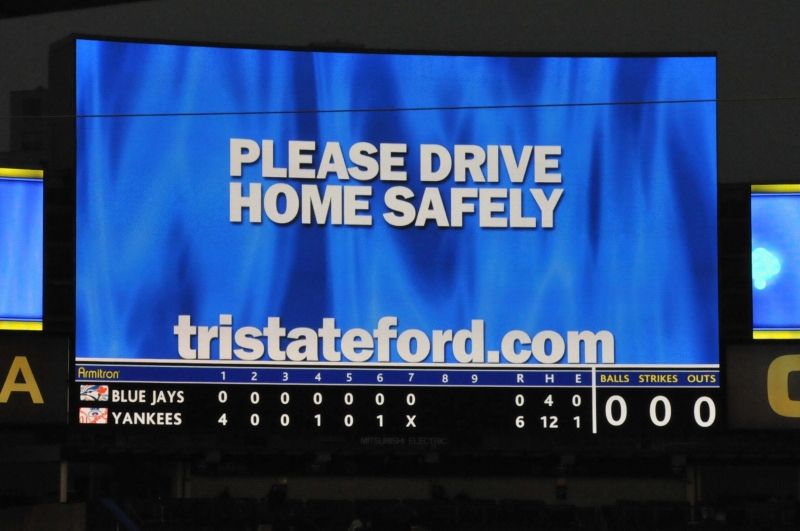 PLEASE DRIVE
HOME SAFELY
tristateford.com
Armitron 1 2 3 4 5 6 7 8 9 R H E BALLS STRIKES OUTS
BLUE JAYS 0 0 0 0 0 0 0 0 4 0 0 0 0
YANKEES 4 0 0 1 0 1 X 6 12 1
MITSUBISHI ELECTRIC
A